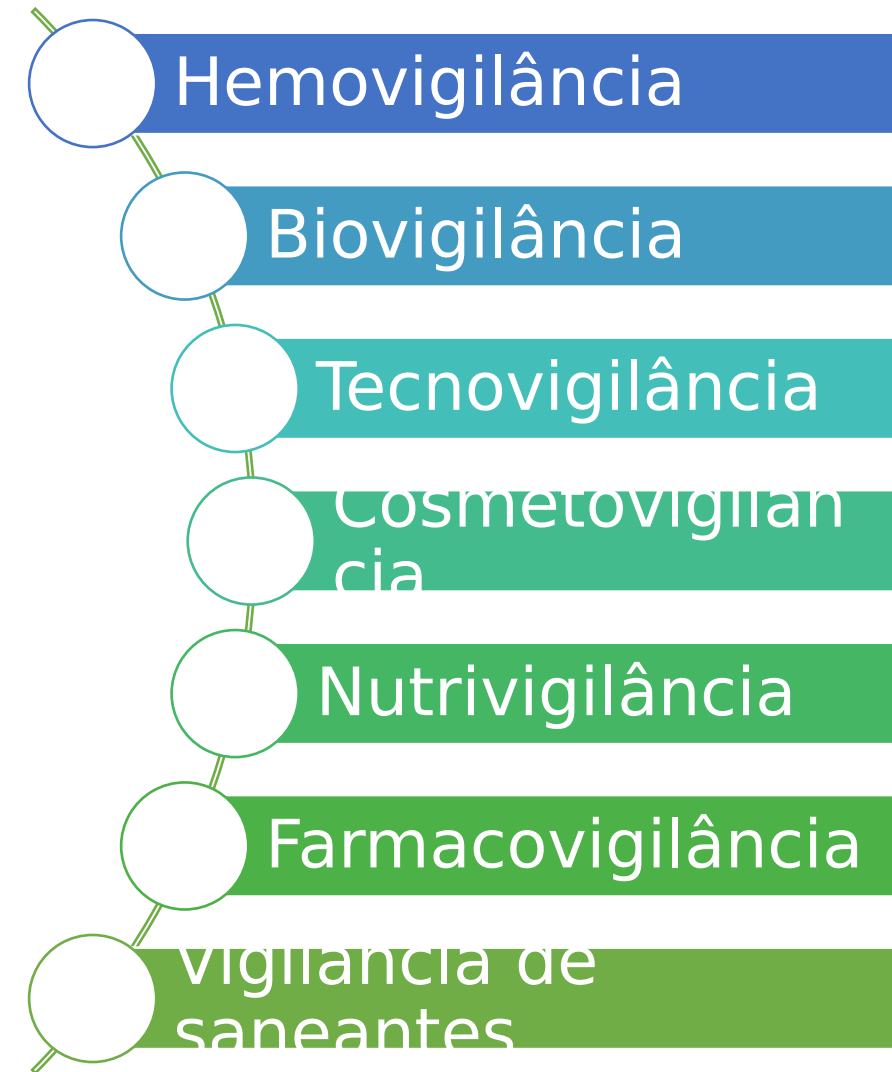 Hemovigilância
Biovigilância
Tecnovigilância
Cosmetovigilân
cia
Nutrivigilância
Farmacovigilância
Vigilância de
saneantes